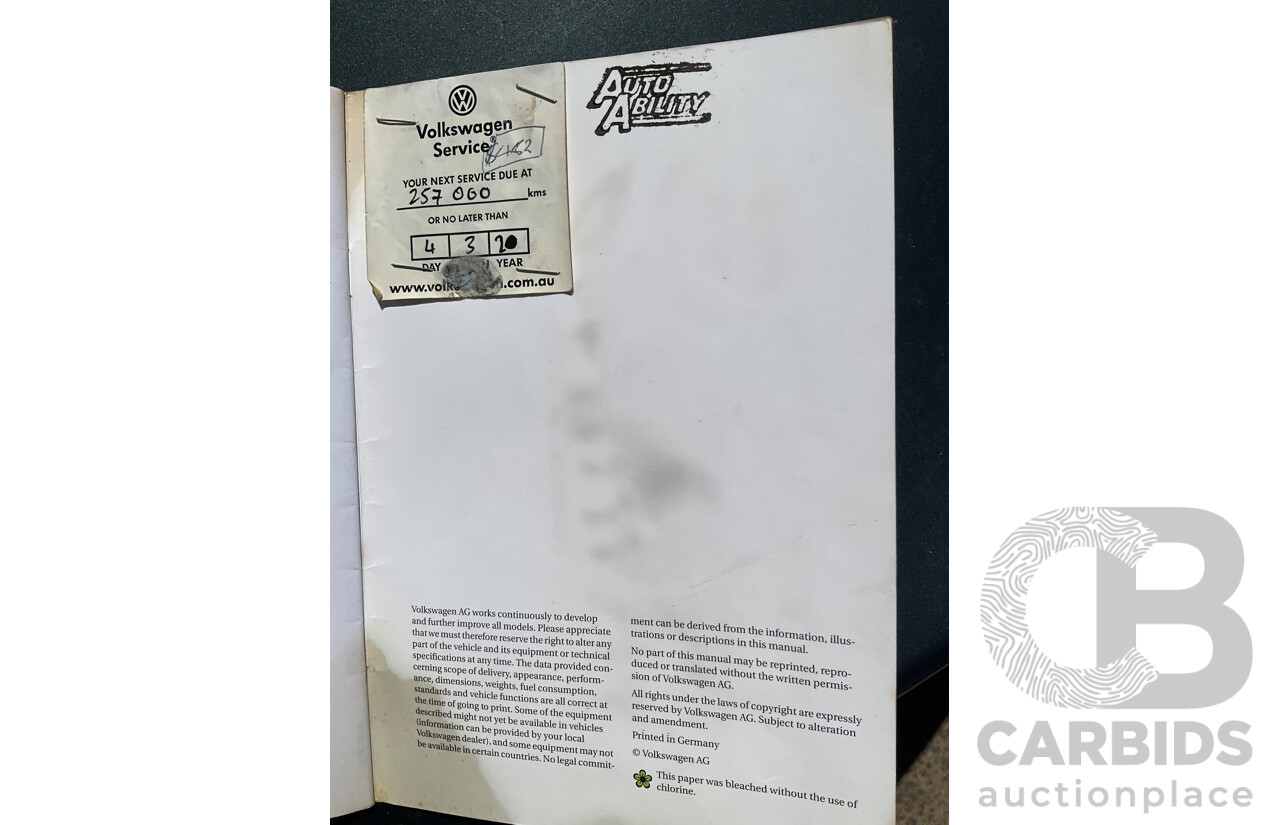 Volkswagen
Service®
YOUR NEXT SERVICE DUE AT
257 000 kms
OR NO LATER THAN
4 3 20
DAY YEAR
AUTO
ABILITY
Volkswagen AG works continuously to develop
and further improve all models. Please appreciate
that we must therefore reserve the right to alter any
part of the vehicle and its equipment or technical
specifications at any time. The data provided con-
cerning scope of delivery, appearance, perform-
ance, dimensions, weights, fuel consumption,
standards and vehicle functions are all correct at
the time of going to print. Some of the equipment
described might not yet be available in vehicles
(information can be provided by your local
Volkswagen dealer), and some equipment may not
be available in certain countries. No legal commit-
ment can be derived from the information, illus-
trations or descriptions in this manual.
No part of this manual may be reprinted, repro-
duced or translated without the written permis-
sion of Volkswagen AG.
All rights under the laws of copyright are expressly
reserved by Volkswagen AG. Subject to alteration
and amendment.
Printed in Germany
© Volkswagen AG
This paper was bleached without the use of
chlorine.
CB
CARBIDS
auctionplace